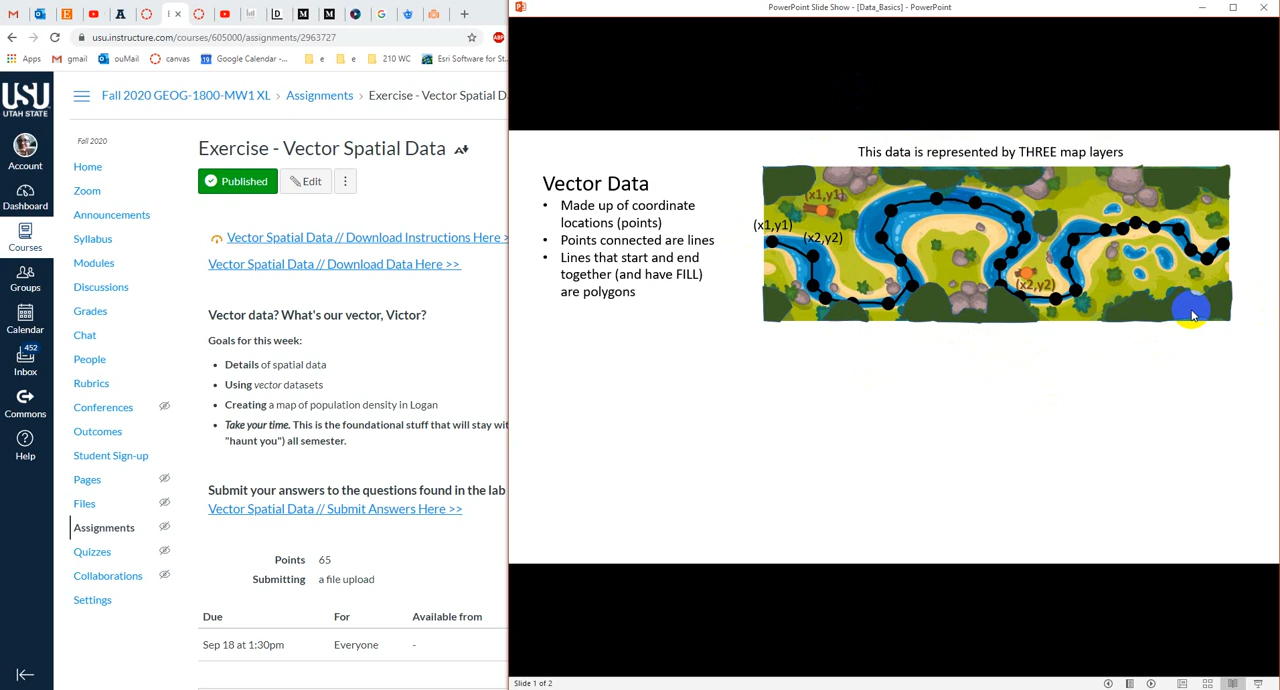 PowerPoint Slide Show - [Data_Basics] - PowerPoint
usu.instructure.com/courses/605000/assignments/2963727
ABP
Apps
gmail
ouMail
canvas
Google Calendar -...
e
e
210 WC
Esri Software for St..
USU
UTAH STATE
Account
Dashboard
Courses
Groups
Calendar
452
Inbox
Commons
Help
Fall 2020 GEOG-1800-MW1 XL > Assignments > Exercise - Vector Spatial D
Fall 2020
Home
Zoom
Announcements
Syllabus
Modules
Discussions
Grades
Chat
People
Rubrics
Conferences
Outcomes
Student Sign-up
Pages
Files
Assignments
Quizzes
Collaborations
Settings
Exercise - Vector Spatial Data
Published
Edit
Vector Spatial Data // Download Instructions Here >
Vector Spatial Data // Download Data Here >>
Vector data? What's our vector, Victor?
Goals for this week:
• Details of spatial data
• Using vector datasets
• Creating a map of population density in Logan
• Take your time. This is the foundational stuff that will stay wit
"haunt you") all semester.
Submit your answers to the questions found in the lab
Vector Spatial Data // Submit Answers Here >>
Points 65
Submitting a file upload
Due For Available from
Sep 18 at 1:30pm Everyone -
This data is represented by THREE map layers
Vector Data
• Made up of coordinate
locations (points)
• Points connected are lines
• Lines that start and end
together (and have FILL)
are polygons
(x1,y1)
(x1,y1)
(x2,y2)
(x2,y2)
Slide 1 of 2